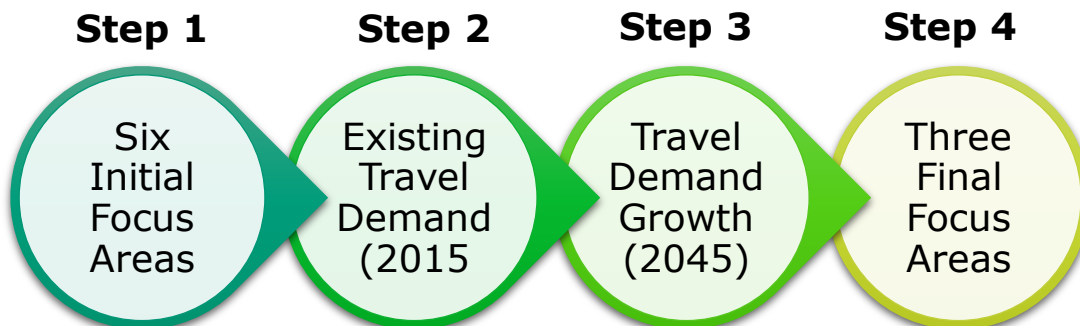 Step 1
Step 2
Step 3
Step 4
Six
Initial
Focus
Areas
Existing
Travel
Demand
(2015
Travel
Demand
Growth
(2045)
Three
Final
Focus
Areas